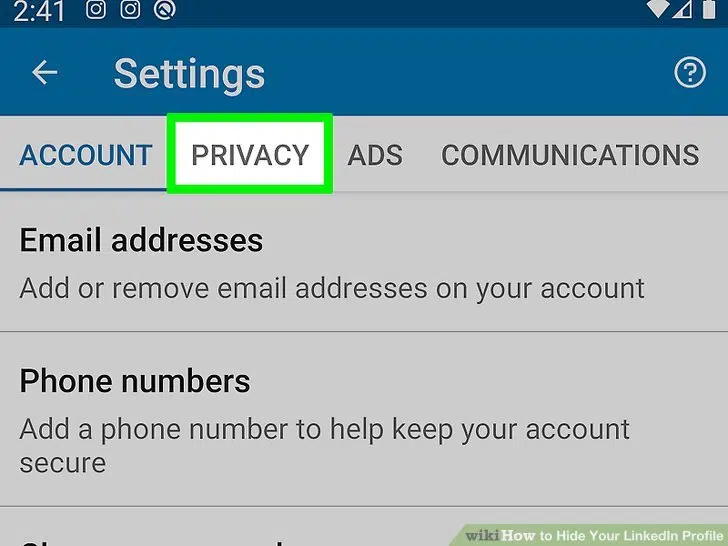 2:41
Settings
ACCOUNT PRIVACY ADS COMMUNICATIONS
Email addresses
Add or remove email addresses on your account
Phone numbers
Add a phone number to help keep your account
secure
wikiHow to Hide Your LinkedIn Profile